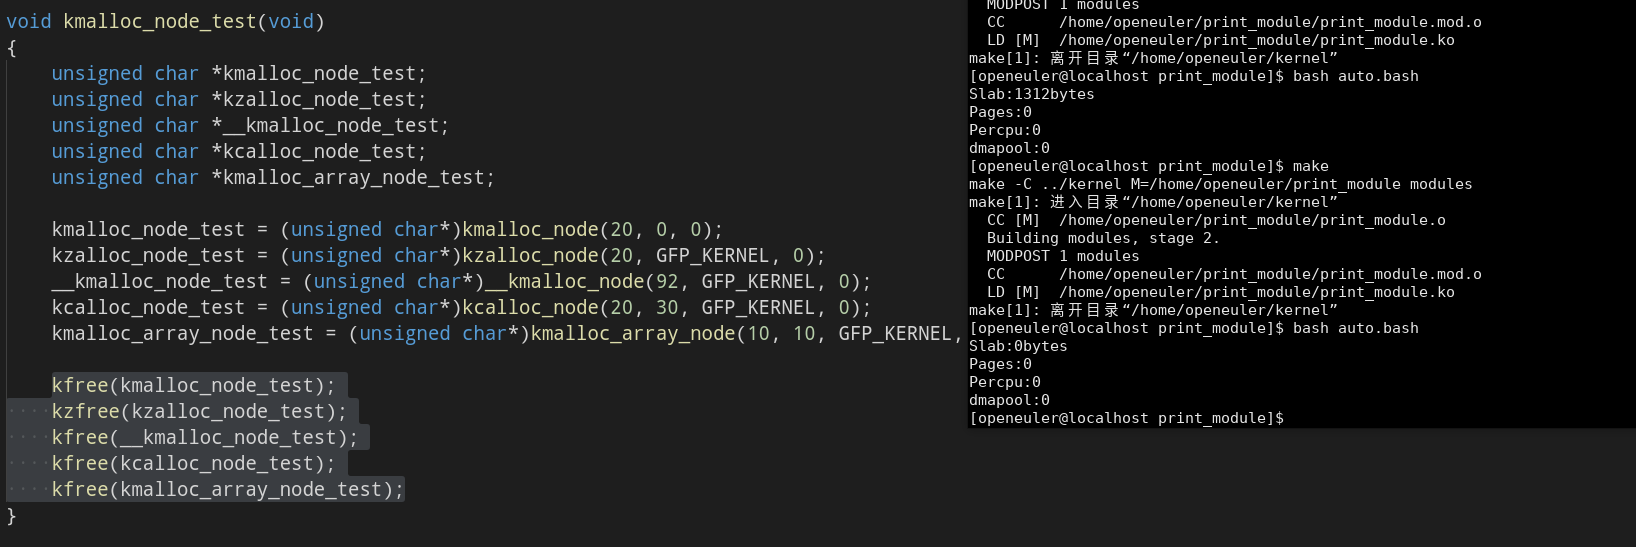 void kmalloc_node_test(void)
{
    unsigned char *kmalloc_node_test;
    unsigned char *kzalloc_node_test;
    unsigned char *__kmalloc_node_test;
    unsigned char *kcalloc_node_test;
    unsigned char *kmalloc_array_node_test;

    kmalloc_node_test = (unsigned char*)kmalloc_node(20, 0, 0);
    kzalloc_node_test = (unsigned char*)kzalloc_node(20, GFP_KERNEL, 0);
    __kmalloc_node_test = (unsigned char*)__kmalloc_node(92, GFP_KERNEL, 0);
    kcalloc_node_test = (unsigned char*)kcalloc_node(20, 30, GFP_KERNEL, 0);
    kmalloc_array_node_test = (unsigned char*)kmalloc_array_node(10, 10, GFP_KERNEL,

    kfree(kmalloc_node_test);
    kzfree(kzalloc_node_test);
    kfree(__kmalloc_node_test);
    kfree(kcalloc_node_test);
    kfree(kmalloc_array_node_test);
}
  MODPOST 1 modules
  CC      /home/openeuler/print_module/print_module.mod.o
  LD [M]  /home/openeuler/print_module/print_module.ko
make[1]: 离开目录“/home/openeuler/kernel”
[openeuler@localhost print_module]$ bash auto.bash
Slab:1312bytes
Pages:0
Percpu:0
dmapool:0
[openeuler@localhost print_module]$ make
make -C ../kernel M=/home/openeuler/print_module modules
make[1]: 进入目录“/home/openeuler/kernel”
  CC [M]  /home/openeuler/print_module/print_module.o
  Building modules, stage 2.
  MODPOST 1 modules
  CC      /home/openeuler/print_module/print_module.mod.o
  LD [M]  /home/openeuler/print_module/print_module.ko
make[1]: 离开目录“/home/openeuler/kernel”
[openeuler@localhost print_module]$ bash auto.bash
Slab:0bytes
Pages:0
Percpu:0
dmapool:0
[openeuler@localhost print_module]$